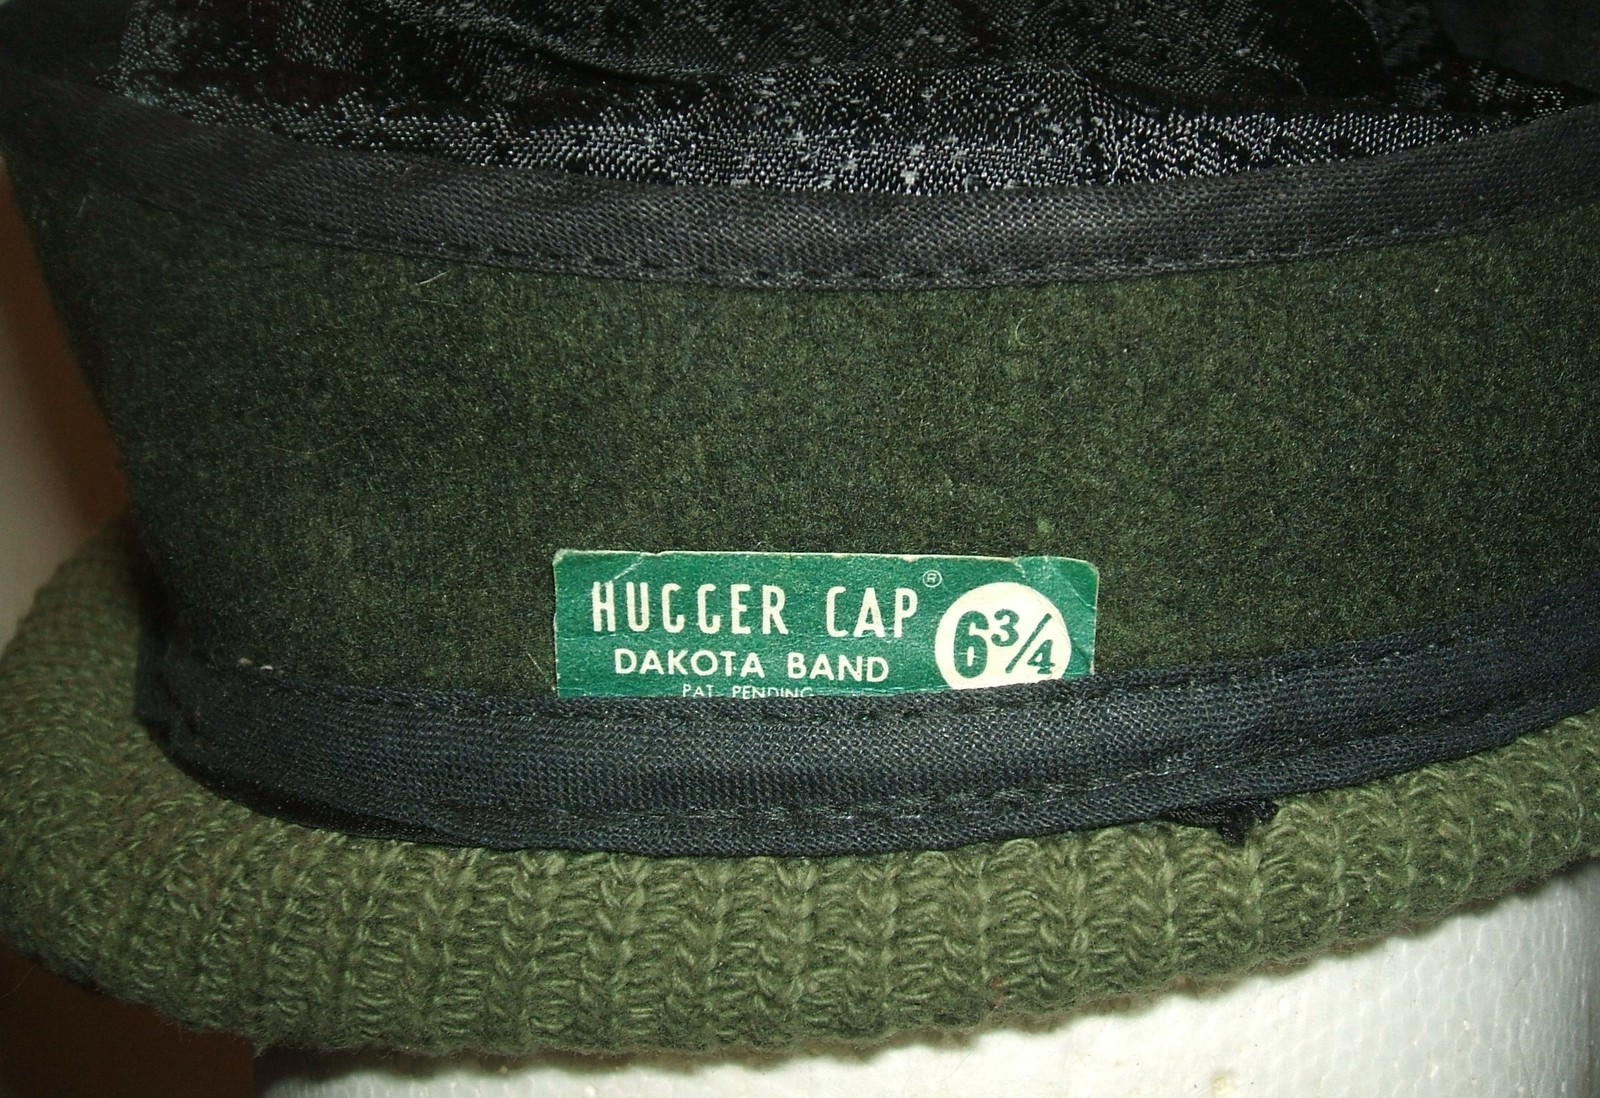 HUGGER CAP ®
6 3/4
DAKOTA BAND
PAT. PENDING